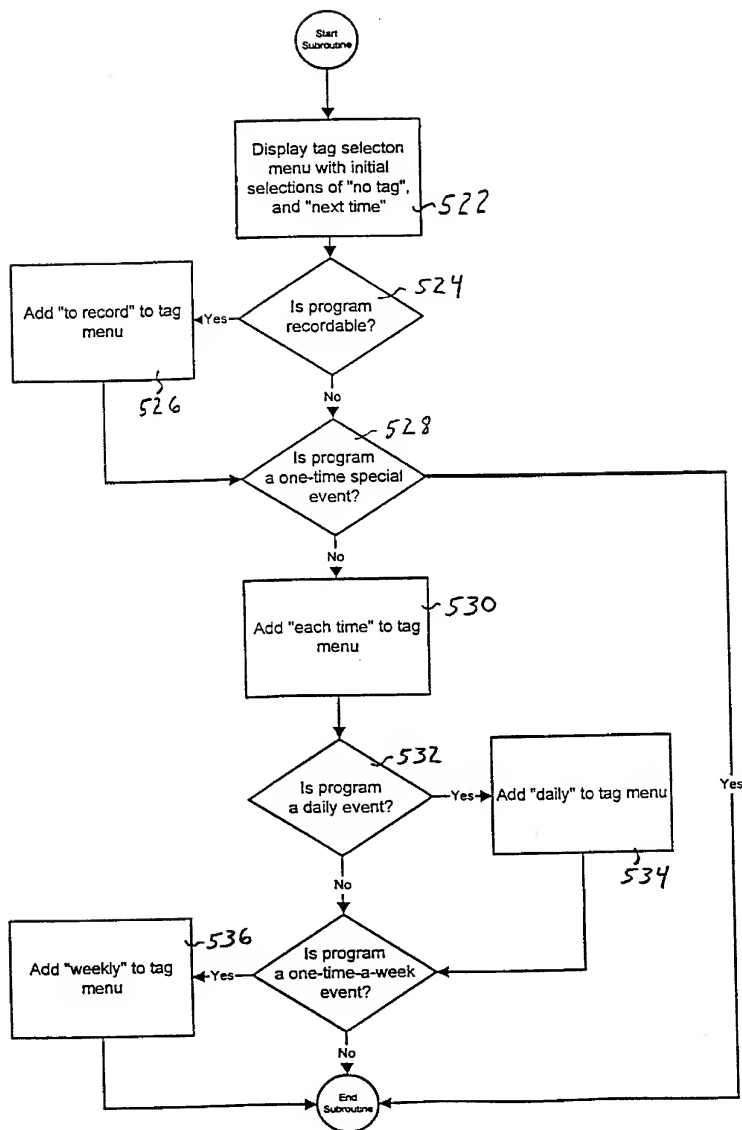 Start
Subroutine
Display tag selecton
menu with initial
selections of "no tag",
and "next time"
522
524
Is program
recordable?
Yes
Add "to record" to tag
menu
526
No
528
Is program
a one-time special
event?
No
530
Add "each time" to tag
menu
532
Is program
a daily event?
Yes
Add "daily" to tag menu
534
Yes
No
536
Is program
a one-time-a-week
event?
Yes
Add "weekly" to tag
menu
No
End
Subroutine